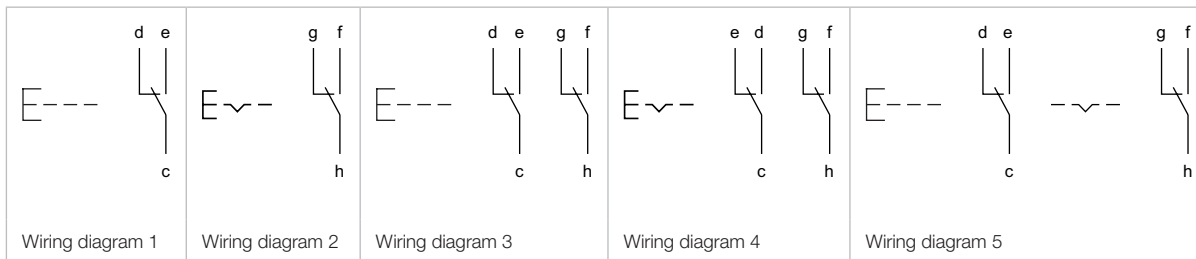 d e
c
Wiring diagram 1
g f
h
Wiring diagram 2
d e g f
c h
Wiring diagram 3
e d g f
c h
Wiring diagram 4
d e g f
c h
Wiring diagram 5